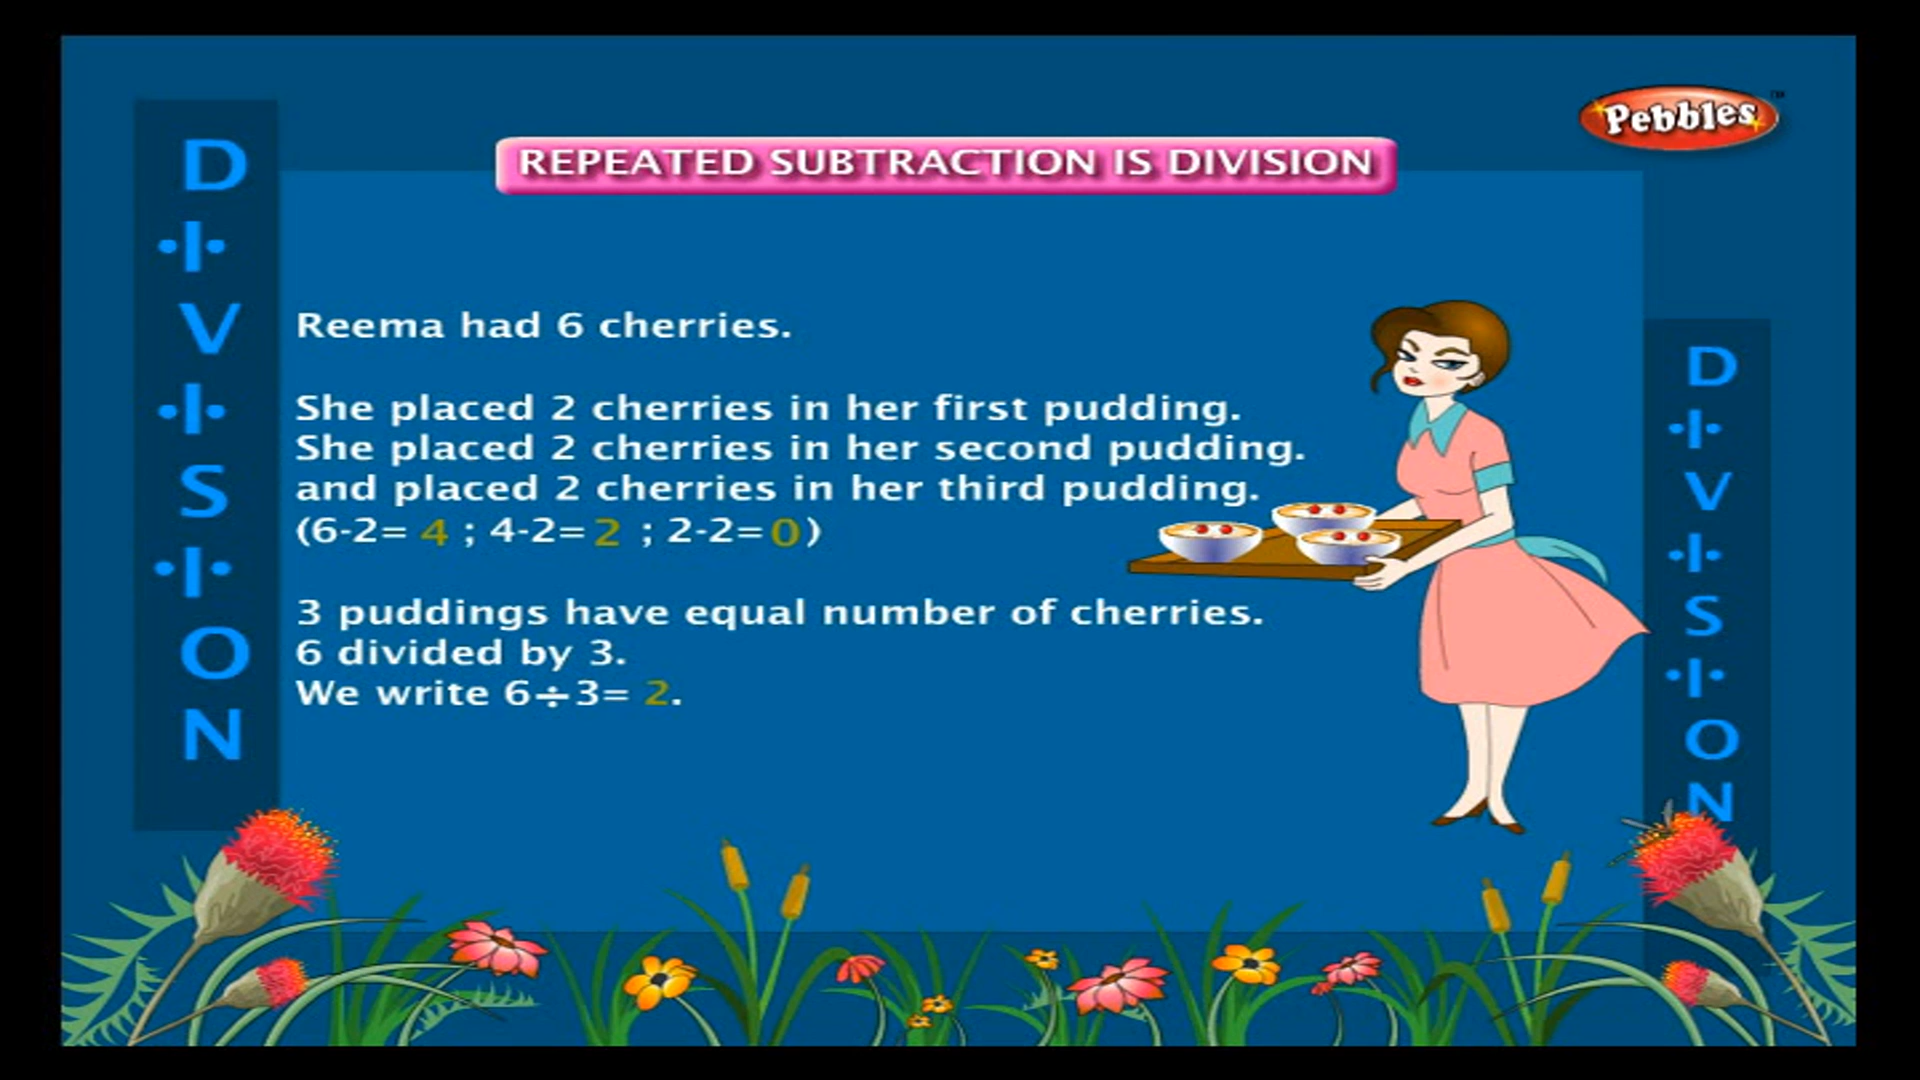 Pebbles™
REPEATED SUBTRACTION IS DIVISION
D
÷
V
÷
S
÷
O
N
Reema had 6 cherries.
She placed 2 cherries in her first pudding.
She placed 2 cherries in her second pudding.
and placed 2 cherries in her third pudding.
(6-2= 4 ; 4-2= 2 ; 2-2= 0 )
3 puddings have equal number of cherries.
6 divided by 3.
We write 6÷3= 2.
D
÷
V
÷
S
÷
O
N